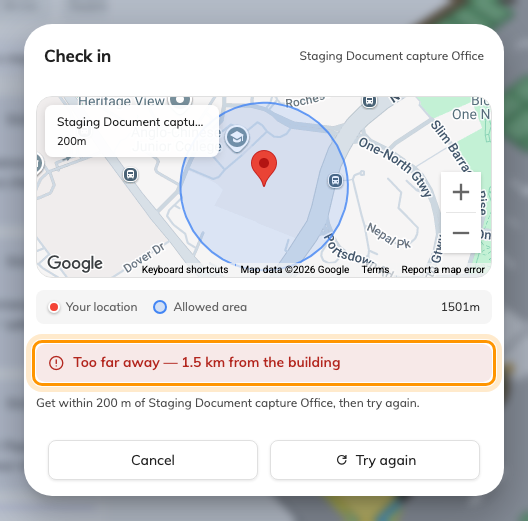 Check in
Staging Document capture Office
Heritage View
Roches
Staging Document captu...
200m
Anglo-Chinese
Junior College
One N
Slim Barra
One-North Gtwy
Nepal Pk
Portsdow
Dover Dr
Google
Keyboard shortcuts
Map data ©2026 Google
Terms
Report a map error
Your location
Allowed area
1501m
Too far away — 1.5 km from the building
Get within 200 m of Staging Document capture Office, then try again.
Cancel
Try again